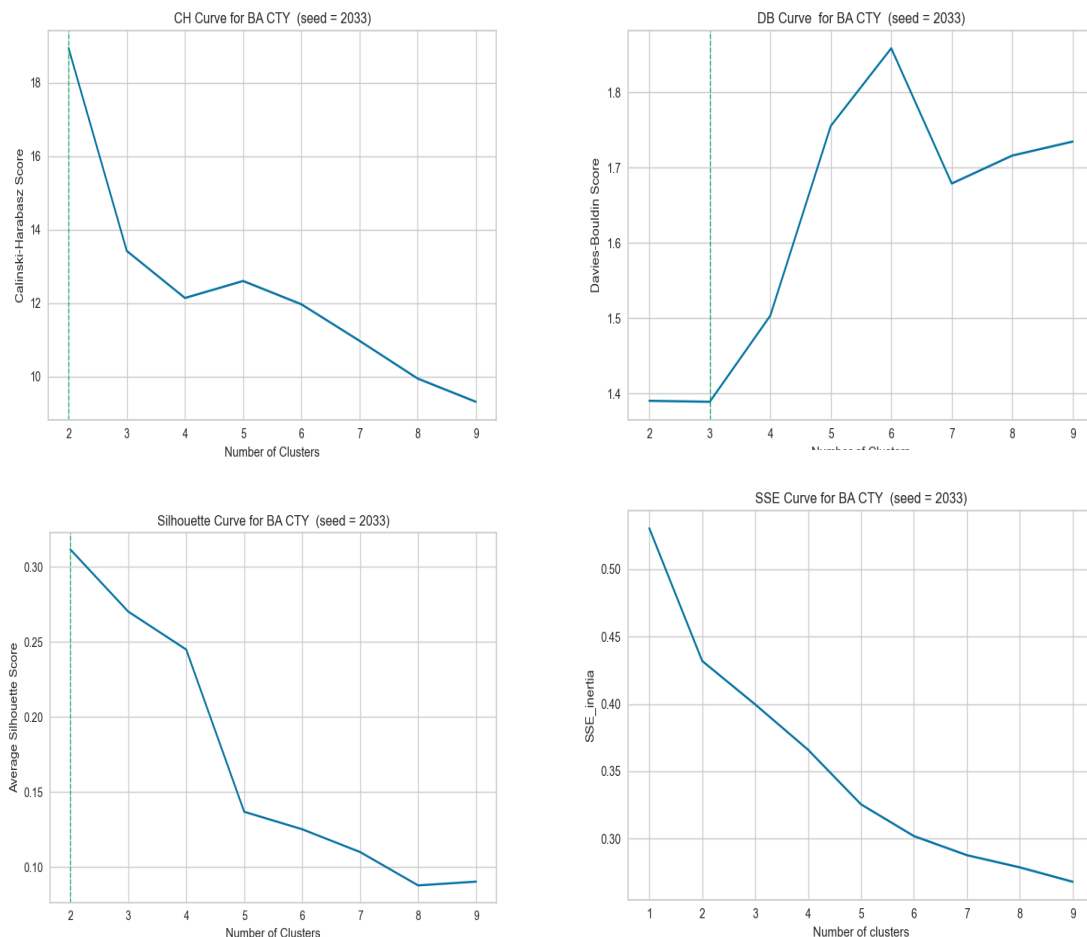 CH Curve for BA CTY (seed = 2033)
Calinski-Harabasz Score
18
16
14
12
10
2 3 4 5 6 7 8 9
Number of Clusters
DB Curve for BA CTY (seed = 2033)
Davies-Bouldin Score
1.8
1.7
1.6
1.5
1.4
2 3 4 5 6 7 8 9
Number of Clusters
Silhouette Curve for BA CTY (seed = 2033)
Average Silhouette Score
0.30
0.25
0.20
0.15
0.10
2 3 4 5 6 7 8 9
Number of Clusters
SSE Curve for BA CTY (seed = 2033)
SSE_inertia
0.50
0.45
0.40
0.35
0.30
1 2 3 4 5 6 7 8 9
Number of clusters